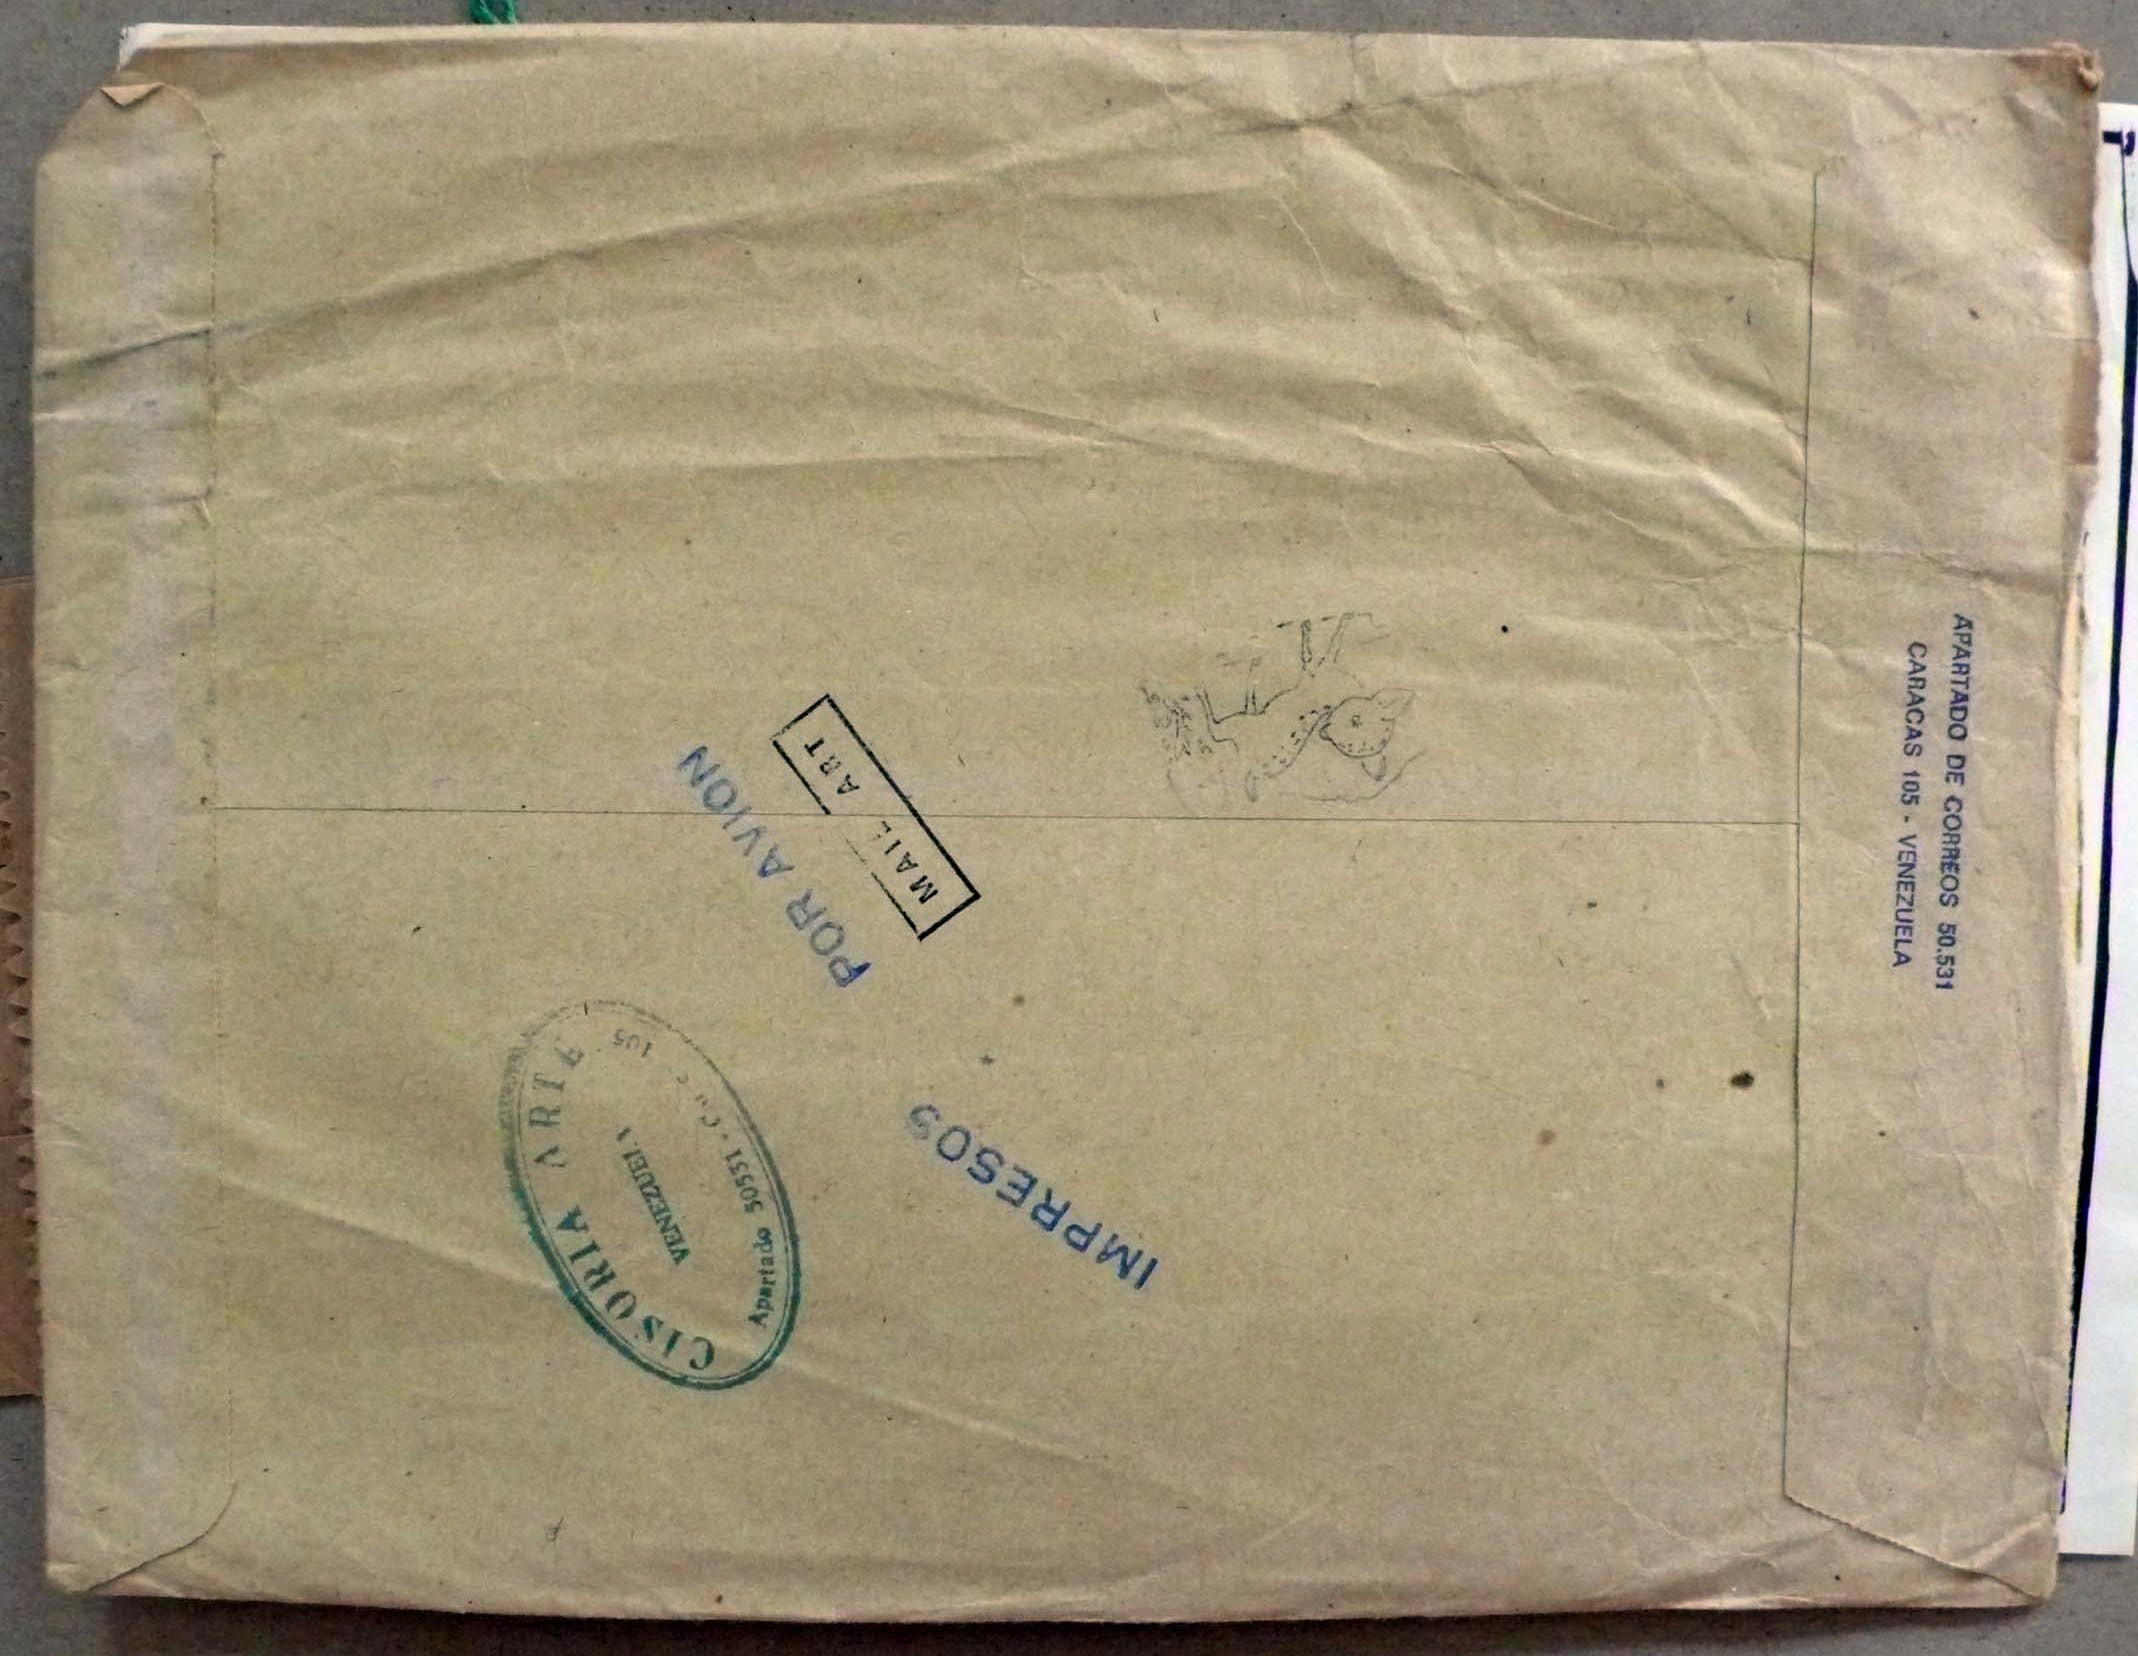 APARTADO DE CORREOS 50.531
CARACAS 105 - VENEZUELA
MAIL ART
POR AVION
IMPRESOS
CISORIA ARTE
VENEZUELA
Apartado 50531 -
105